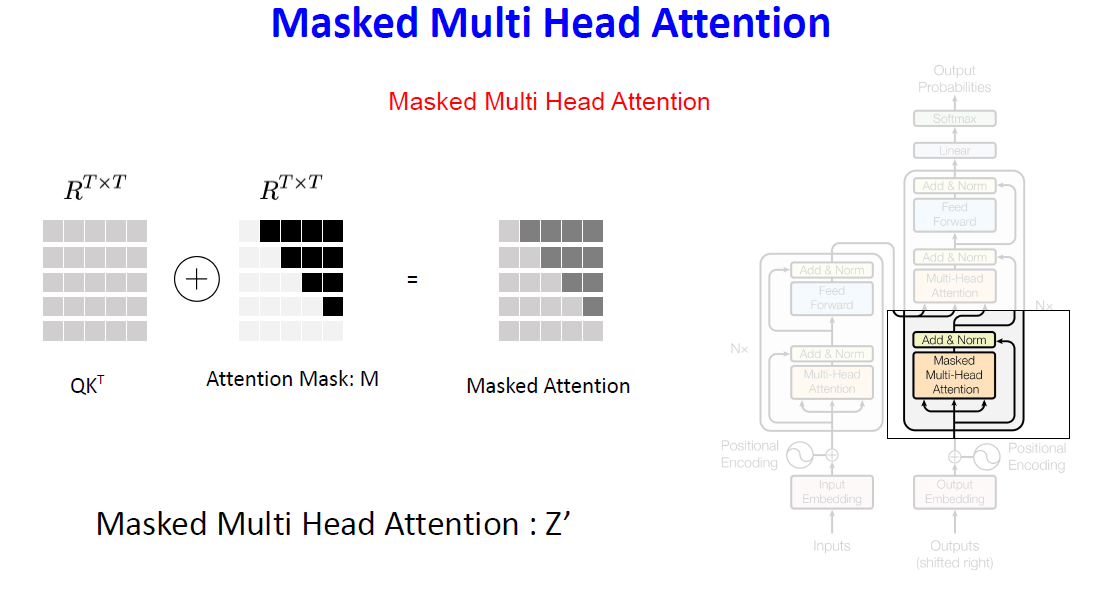 Masked Multi Head Attention
Masked Multi Head Attention
R^{T×T}
R^{T×T}
+
=
QK^T
Attention Mask: M
Masked Attention
Masked Multi Head Attention : Z’
Output
Probabilities
Softmax
Linear
Add & Norm
Feed
Forward
Add & Norm
Multi-Head
Attention
N×
Add & Norm
Masked
Multi-Head
Attention
Add & Norm
Feed
Forward
N×
Add & Norm
Multi-Head
Attention
Positional
Encoding
+
+
Positional
Encoding
Input
Embedding
Output
Embedding
Inputs
Outputs
(shifted right)